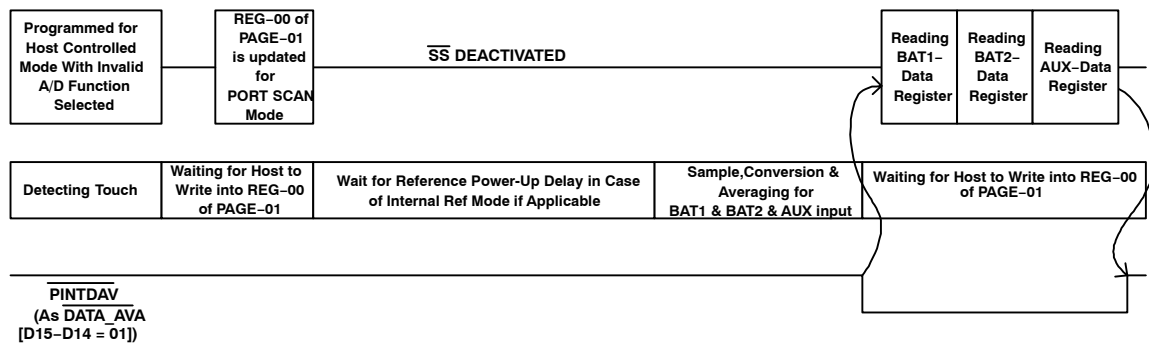 Programmed for
Host Controlled
Mode With Invalid
A/D Function
Selected
REG−00 of
PAGE−01
is updated
for
PORT SCAN
Mode
SS DEACTIVATED
Reading
BAT1−
Data
Register
Reading
BAT2−
Data
Register
Reading
AUX−Data
Register
Detecting Touch
Waiting for Host to
Write into REG−00
of PAGE−01
Wait for Reference Power-Up Delay in Case
of Internal Ref Mode if Applicable
Sample,Conversion &
Averaging for
BAT1 & BAT2 & AUX input
Waiting for Host to Write into REG−00
of PAGE−01
PINTDAV
(As DATA_AVA
[D15−D14 = 01])